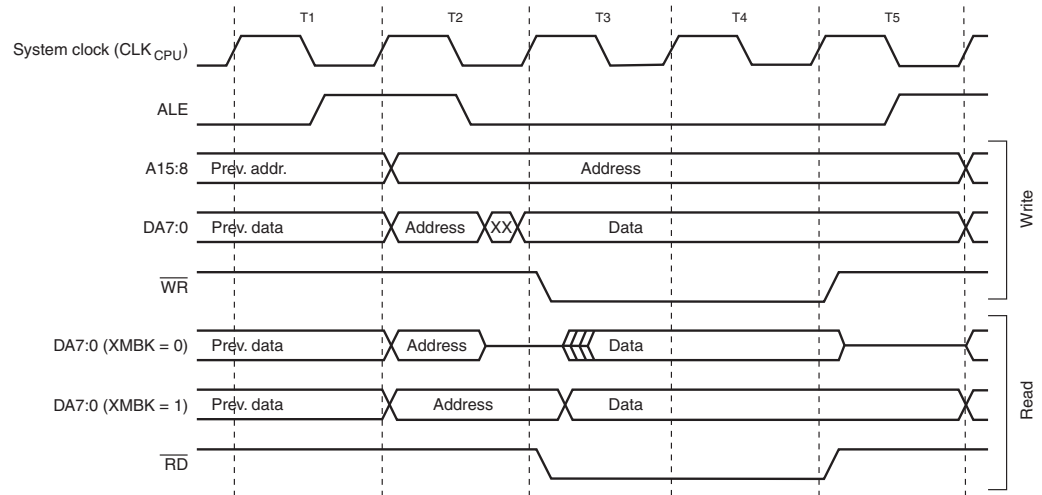 T1 T2 T3 T4 T5
System clock (CLK CPU)
ALE
A15:8 Prev. addr. Address
DA7:0 Prev. data Address XX Data
WR
Write
DA7:0 (XMBK = 0) Prev. data Address Data
DA7:0 (XMBK = 1) Prev. data Address Data
RD
Read